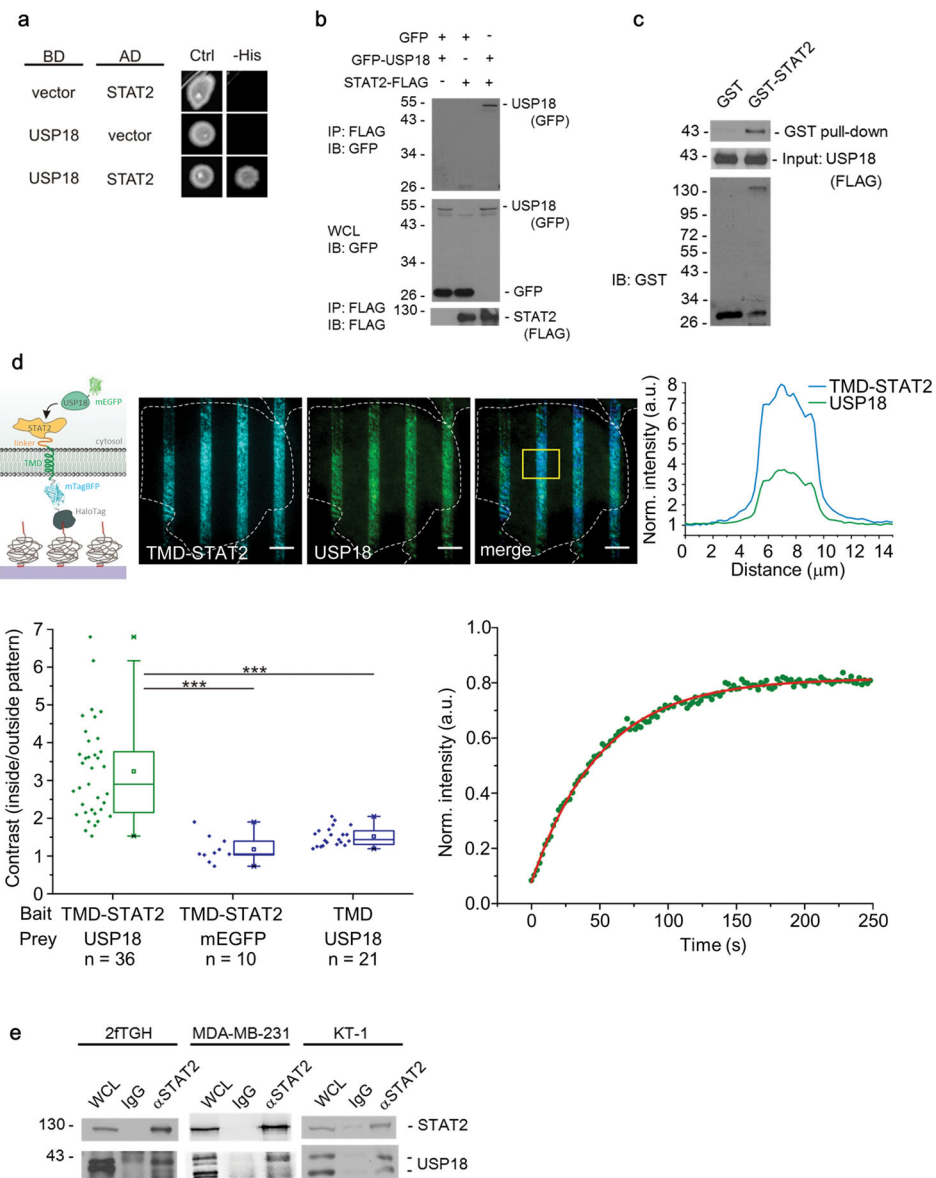 a
BD AD Ctrl -His
vector STAT2
USP18 vector
USP18 STAT2
b
GFP + + -
GFP-USP18 + - +
STAT2-FLAG - + +
IP: FLAG
IB: GFP
55 -
43 -
34 -
26 -
USP18
(GFP)
WCL
IB: GFP
55 -
43 -
34 -
26 -
USP18
(GFP)
- GFP
IP: FLAG
IB: FLAG
130 -
- STAT2
(FLAG)
c
GST GST-STAT2
43 - - GST pull-down
43 - - Input: USP18
(FLAG)
IB: GST
130 -
95 -
72 -
55 -
43 -
34 -
26 -
d
USP18 mEGFP
STAT2
linker cytosol
TMD
mTagBFP
HaloTag
TMD-STAT2
USP18
merge
Norm. intensity (a.u.)
8
7
6
5
4
3
2
1
0 5 10 15
Distance (μm)
TMD-STAT2
USP18
Contrast (inside/outside pattern)
7
6
5
4
3
2
1
0
***
***
Bait TMD-STAT2 TMD-STAT2 TMD
Prey USP18 mEGFP USP18
n = 36 n = 10 n = 21
Norm. intensity (a.u.)
1.0
0.8
0.6
0.4
0.2
0.0
0 50 100 150 200 250
Time (s)
e
2fTGH MDA-MB-231 KT-1
WCL IgG αSTAT2 WCL IgG αSTAT2 WCL IgG αSTAT2
130 - - STAT2
43 - - USP18
-